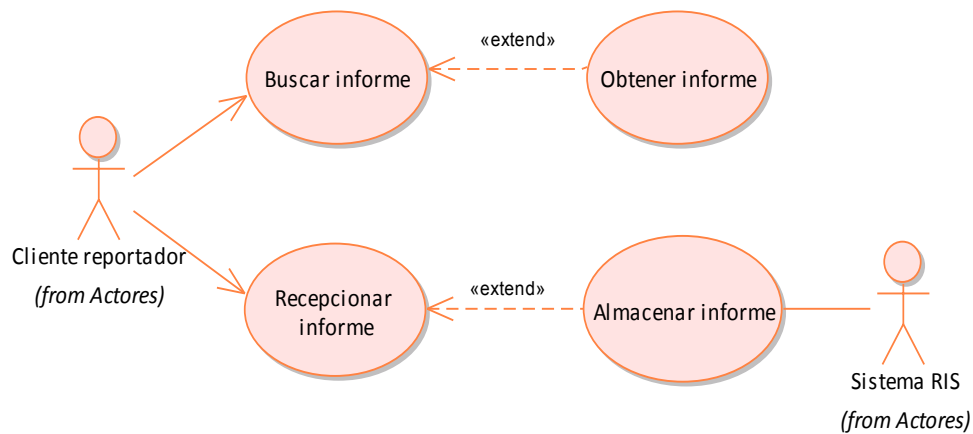 «extend»
Buscar informe
Obtener informe
Cliente reportador
(from Actores)
«extend»
Recepcionar
informe
Almacenar informe
Sistema RIS
(from Actores)